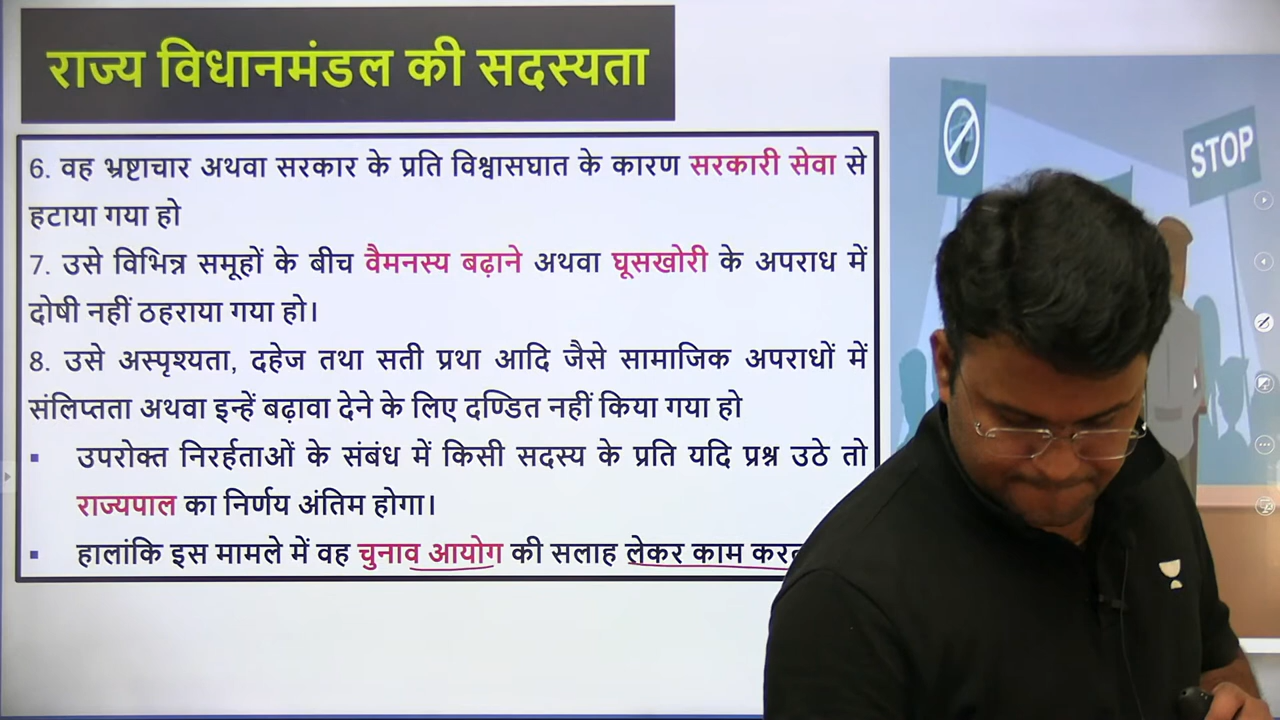 राज्य विधानमंडल की सदस्यता
STOP
6. वह भ्रष्टाचार अथवा सरकार के प्रति विश्वासघात के कारण सरकारी सेवा से
हटाया गया हो
7. उसे विभिन्न समूहों के बीच वैमनस्य बढ़ाने अथवा घूसखोरी के अपराध में
दोषी नहीं ठहराया गया हो।
8. उसे अस्पृश्यता, दहेज तथा सती प्रथा आदि जैसे सामाजिक अपराधों में
संलिप्तता अथवा इन्हें बढ़ावा देने के लिए दण्डित नहीं किया गया हो
▪ उपरोक्त निरर्हताओं के संबंध में किसी सदस्य के प्रति यदि प्रश्न उठे तो
राज्यपाल का निर्णय अंतिम होगा।
▪ हालांकि इस मामले में वह चुनाव आयोग की सलाह लेकर काम